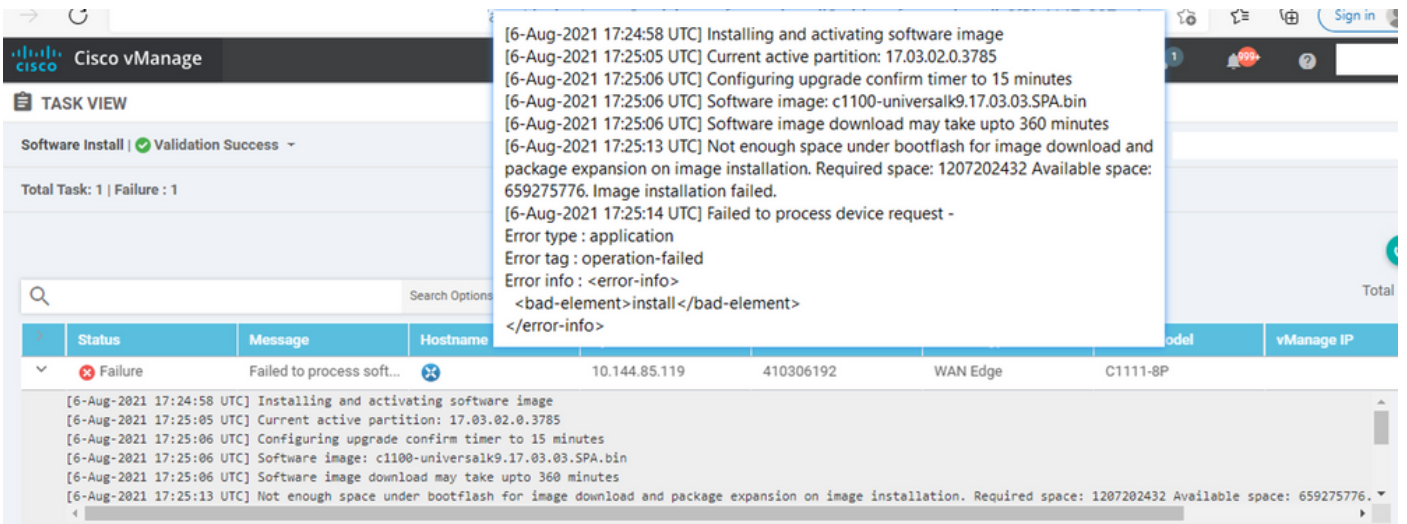 Sign in
cisco Cisco vManage
1
999+
TASK VIEW
Software Install | Validation Success
Total Task: 1 | Failure : 1
[6-Aug-2021 17:24:58 UTC] Installing and activating software image
[6-Aug-2021 17:25:05 UTC] Current active partition: 17.03.02.0.3785
[6-Aug-2021 17:25:06 UTC] Configuring upgrade confirm timer to 15 minutes
[6-Aug-2021 17:25:06 UTC] Software image: c1100-universalk9.17.03.03.SPA.bin
[6-Aug-2021 17:25:06 UTC] Software image download may take upto 360 minutes
[6-Aug-2021 17:25:13 UTC] Not enough space under bootflash for image download and
package expansion on image installation. Required space: 1207202432 Available space:
659275776. Image installation failed.
[6-Aug-2021 17:25:14 UTC] Failed to process device request -
Error type : application
Error tag : operation-failed
Error info : <error-info>
<bad-element>install</bad-element>
</error-info>
Search Options
Total
Status Message Hostname odel vManage IP
Failure Failed to process soft... 10.144.85.119 410306192 WAN Edge C1111-8P
[6-Aug-2021 17:24:58 UTC] Installing and activating software image
[6-Aug-2021 17:25:05 UTC] Current active partition: 17.03.02.0.3785
[6-Aug-2021 17:25:06 UTC] Configuring upgrade confirm timer to 15 minutes
[6-Aug-2021 17:25:06 UTC] Software image: c1100-universalk9.17.03.03.SPA.bin
[6-Aug-2021 17:25:06 UTC] Software image download may take upto 360 minutes
[6-Aug-2021 17:25:13 UTC] Not enough space under bootflash for image download and package expansion on image installation. Required space: 1207202432 Available space: 659275776.